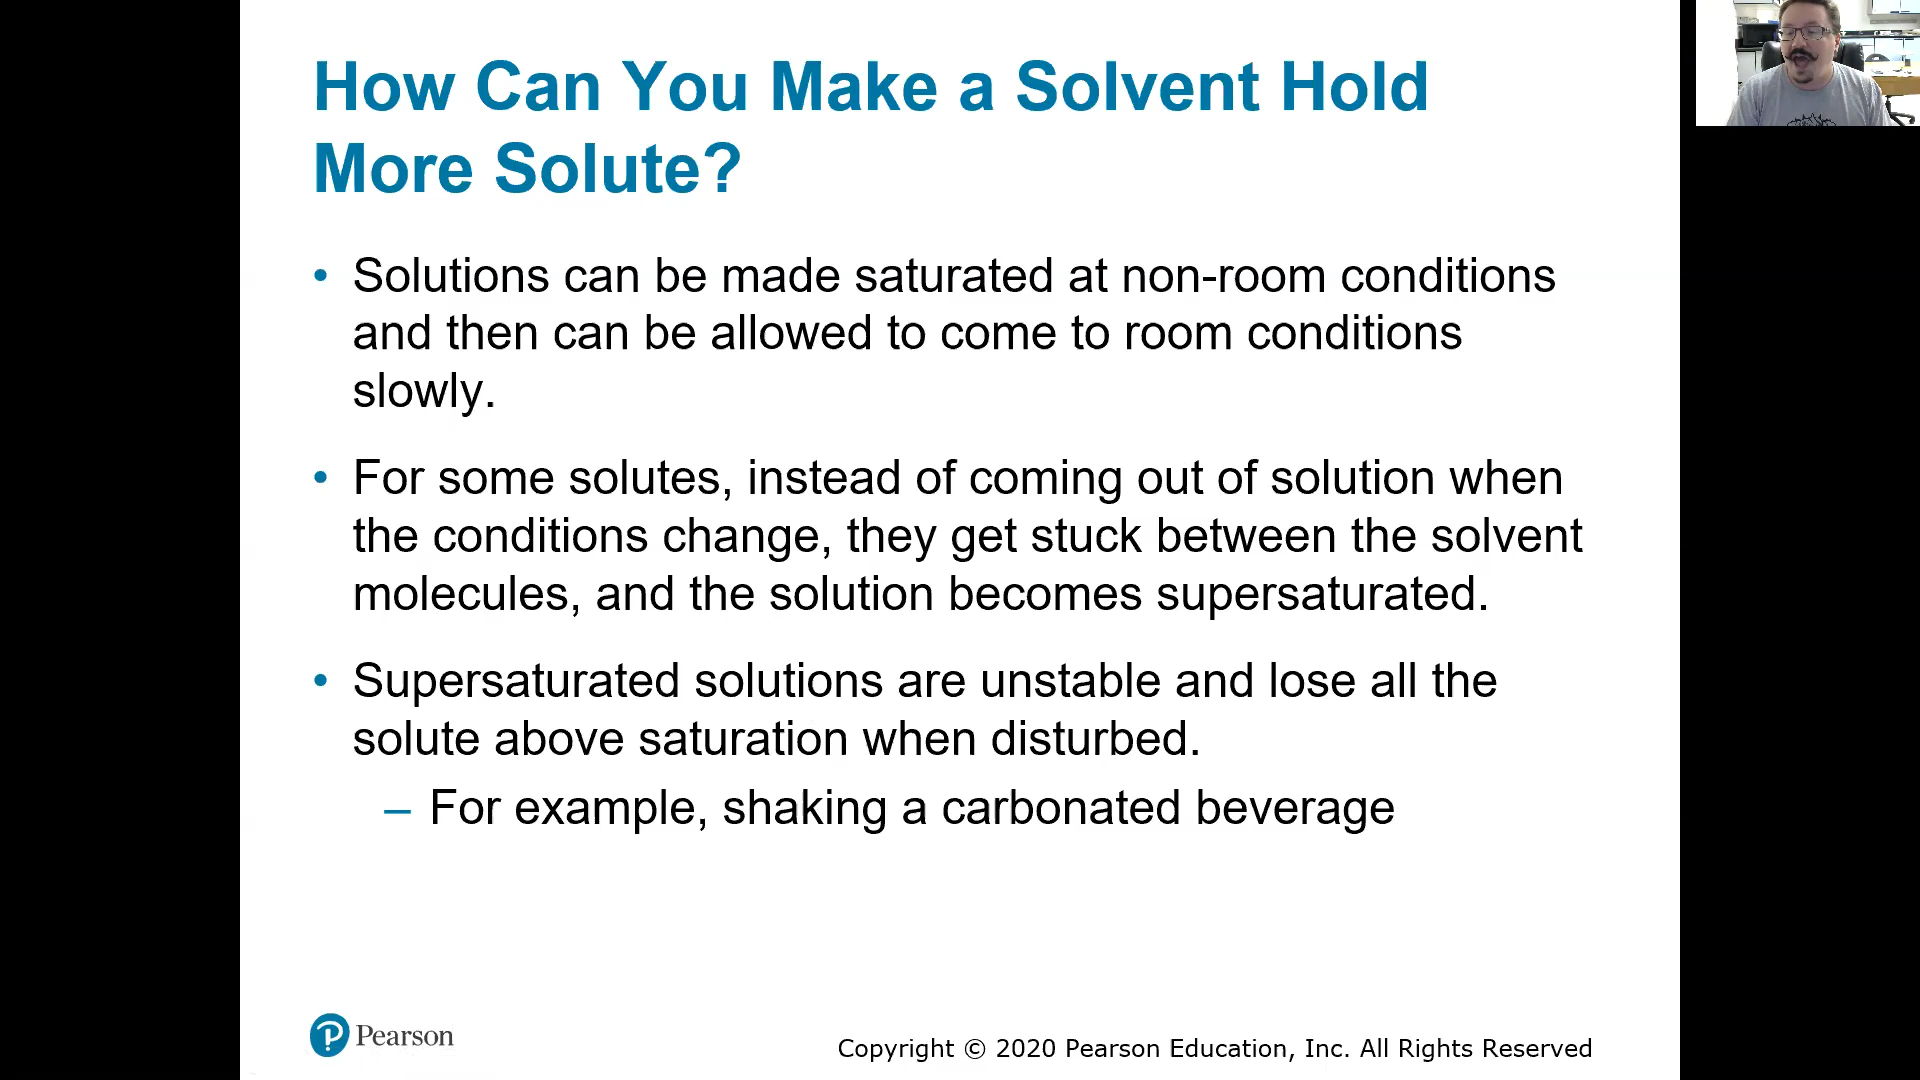 How Can You Make a Solvent Hold
More Solute?
• Solutions can be made saturated at non-room conditions
and then can be allowed to come to room conditions
slowly.
• For some solutes, instead of coming out of solution when
the conditions change, they get stuck between the solvent
molecules, and the solution becomes supersaturated.
• Supersaturated solutions are unstable and lose all the
solute above saturation when disturbed.
– For example, shaking a carbonated beverage
Pearson
Copyright © 2020 Pearson Education, Inc. All Rights Reserved